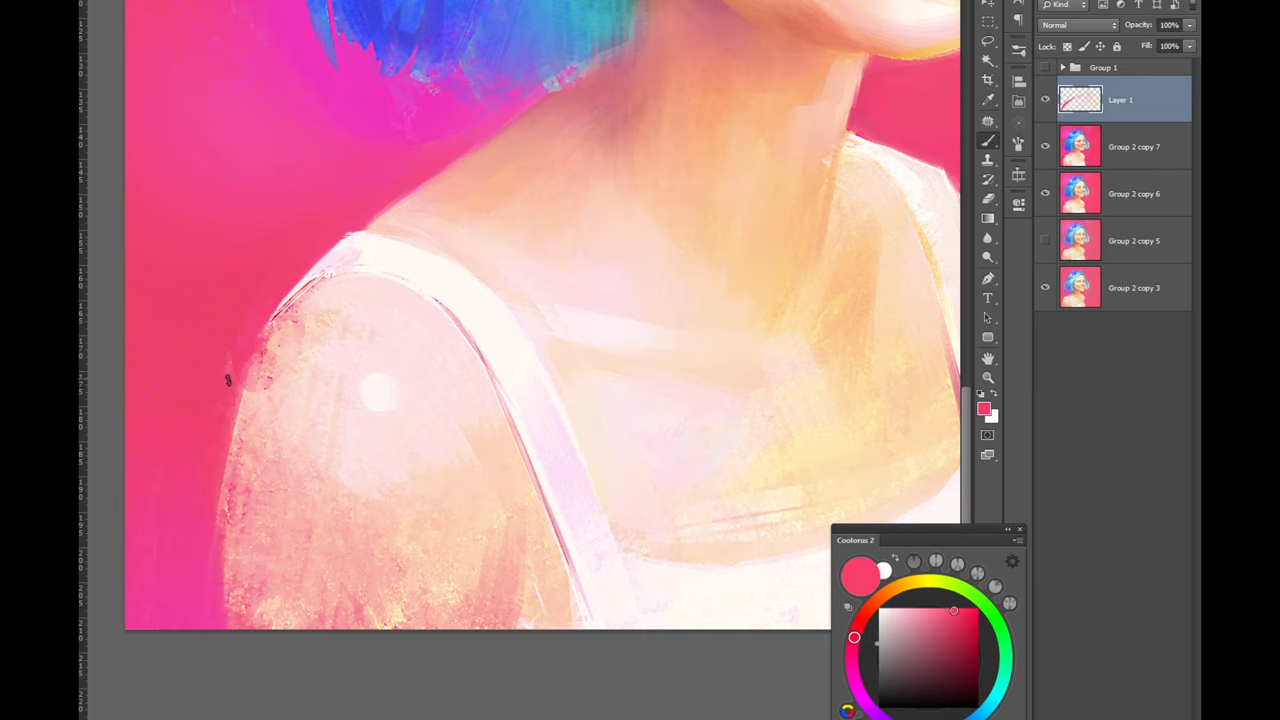 Kind
Normal
Opacity: 100%
Lock:
Fill: 100%
Group 1
Layer 1
Group 2 copy 7
Group 2 copy 6
Group 2 copy 5
Group 2 copy 3
Coolorus 2